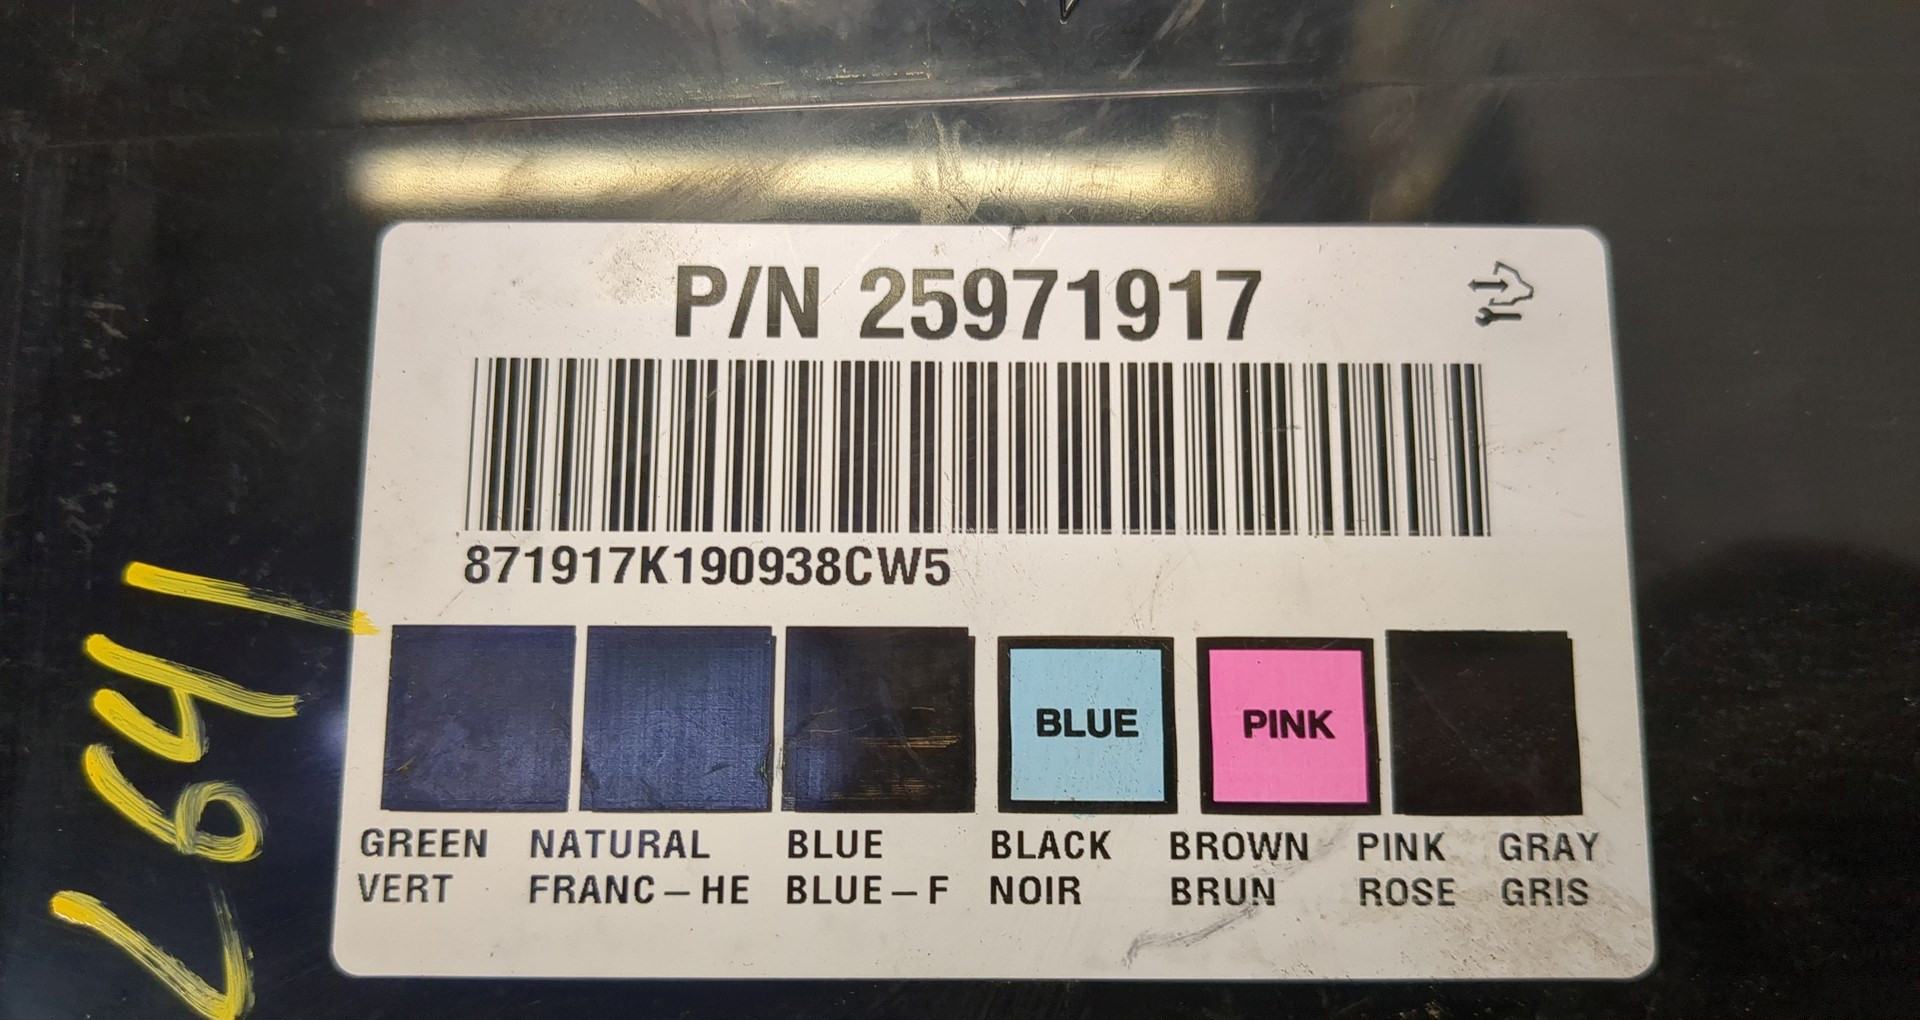 P/N 25971917
871917K190938CW5
BLUE PINK
GREEN NATURAL BLUE BLACK BROWN PINK GRAY
VERT FRANC-HE BLUE-F NOIR BRUN ROSE GRIS
L641